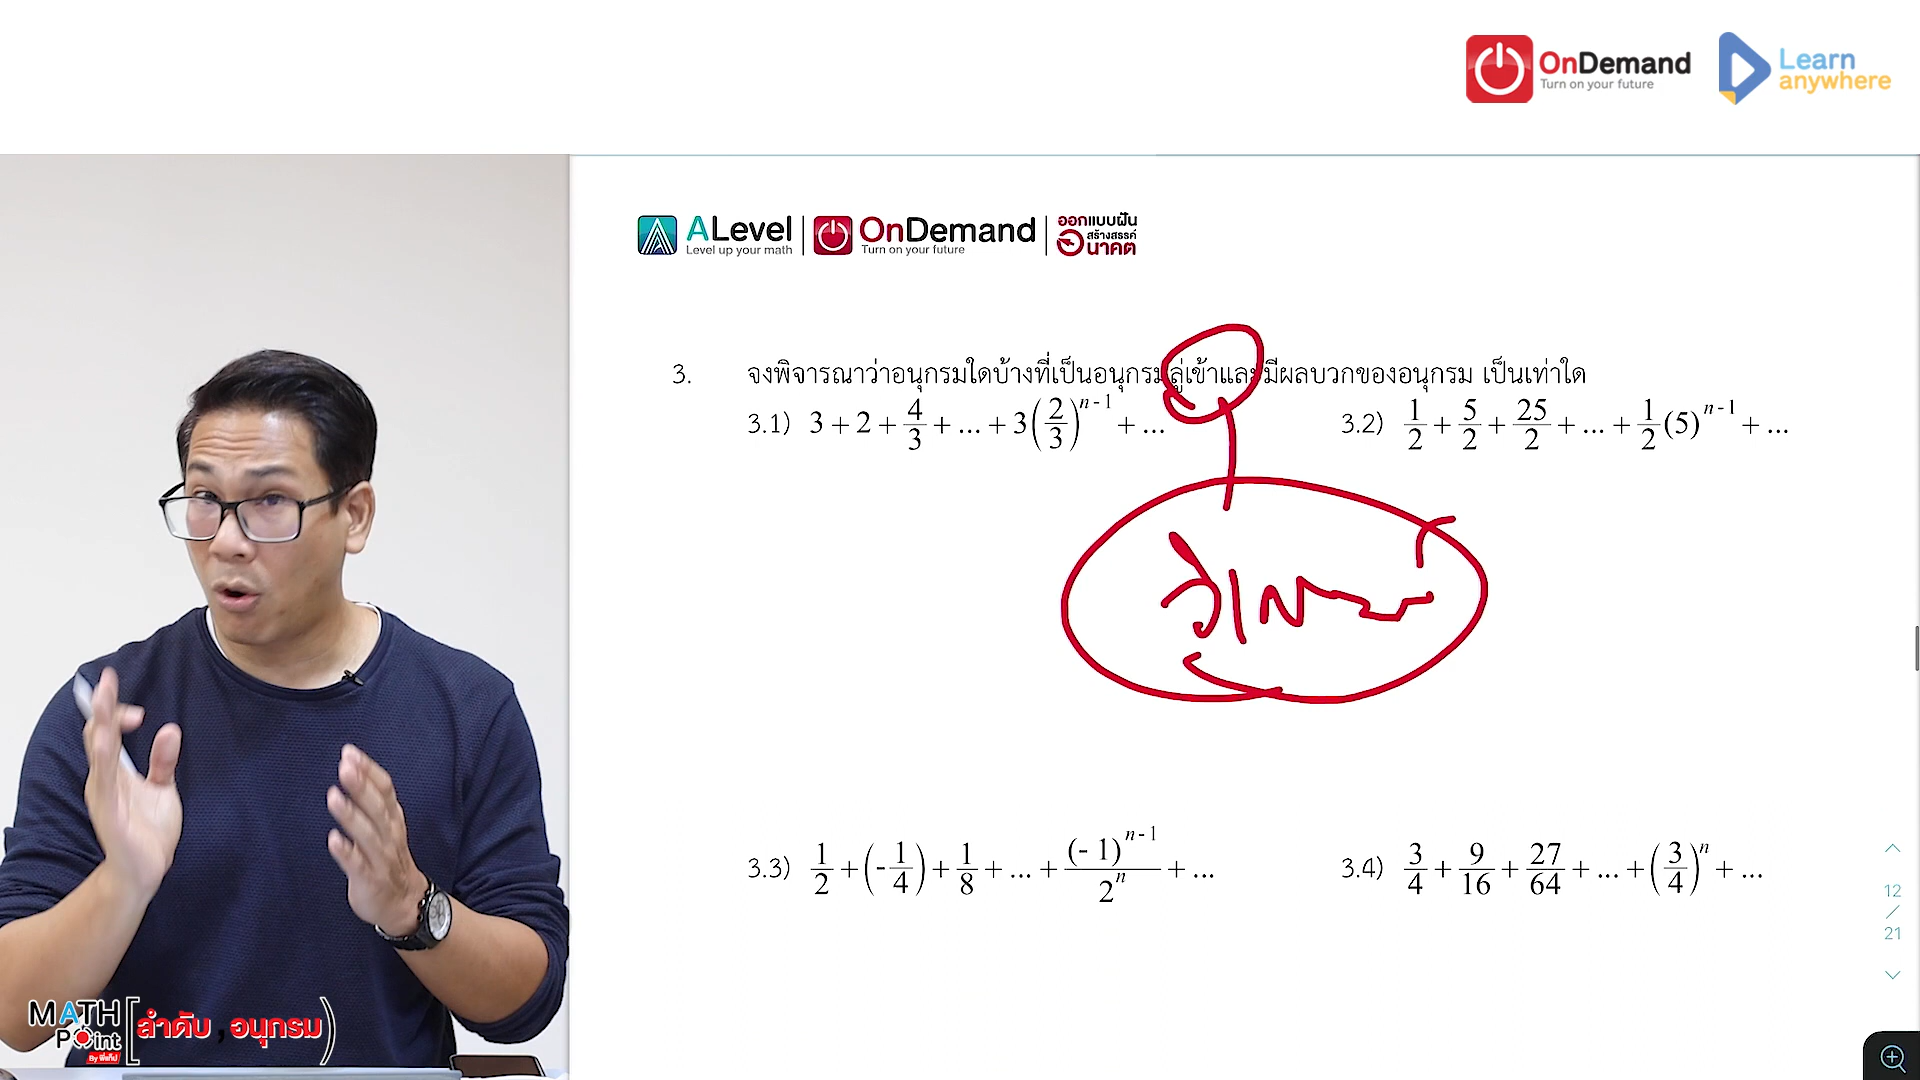 OnDemand
Turn on your future
Learn
anywhere
ALevel
Level up your math
OnDemand
Turn on your future
ออกแบบฝัน
สร้างสรรค์
อนาคต
3. จงพิจารณาว่าอนุกรมใดบ้างที่เป็นอนุกรมลู่เข้าและมีผลบวกของอนุกรม เป็นเท่าใด
3.1) 3 + 2 + 4/3 + ... + 3(2/3)^(n-1) + ...
3.2) 1/2 + 5/2 + 25/2 + ... + 1/2 (5)^(n-1) + ...
3.3) 1/2 + (-1/4) + 1/8 + ... + (-1)^(n-1)/2^n + ...
3.4) 3/4 + 9/16 + 27/64 + ... + (3/4)^n + ...
12
/
21
MATH
Point
By พี่แท็ป
[ลำดับ , อนุกรม)